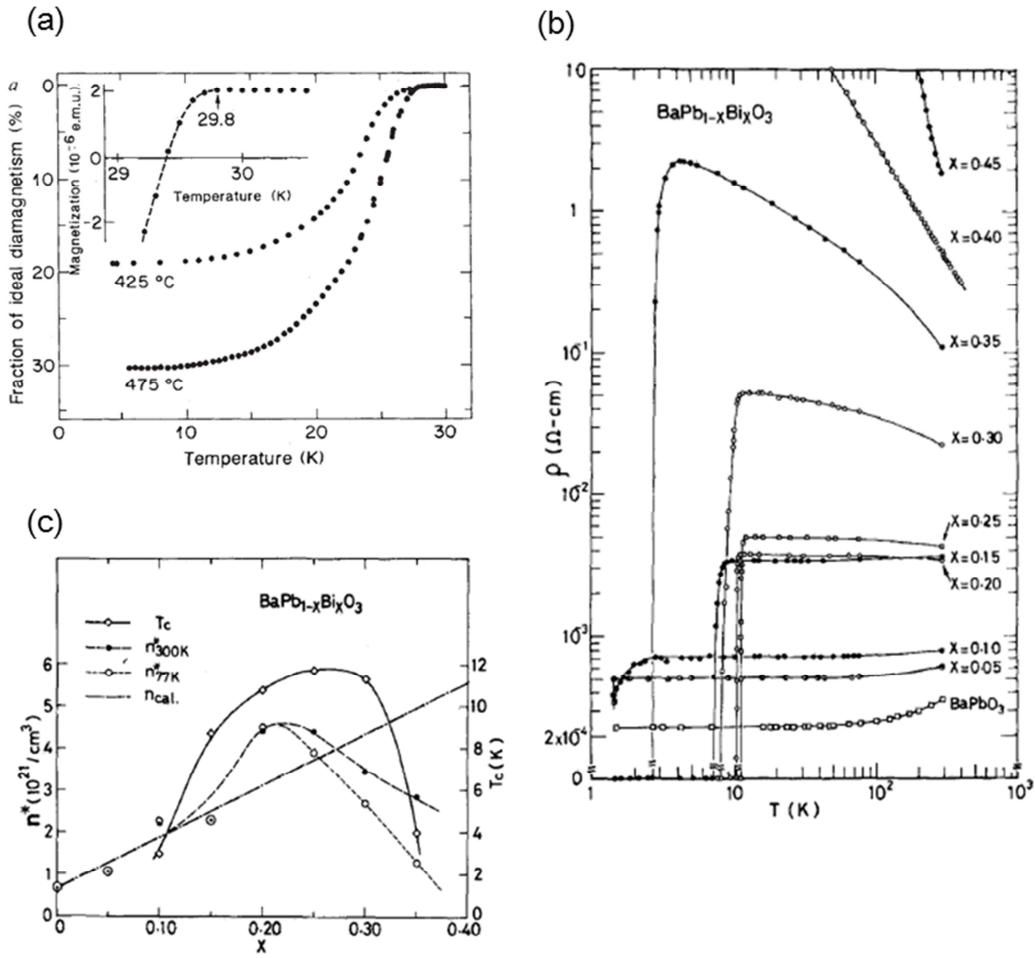 (a)
a
Fraction of ideal diamagnetism (%)
0
10
20
30
Magnetization (10⁻⁶ e.m.u.)
2
0
-2
29.8
29
30
Temperature (K)
425 °C
475 °C
0
10
20
30
Temperature (K)
(b)
BaPb1-XBiXO3
ρ (Ω-cm)
10
1
10⁻¹
10⁻²
10⁻³
2×10⁻⁴
0
X=0.45
X=0.40
X=0.35
X=0.30
X=0.25
X=0.15
X=0.20
X=0.10
X=0.05
BaPbO3
1
10
10²
10³
T (K)
(c)
BaPb1-XBiXO3
Tc
n*300K
n*77K
ncal.
n* (10²¹/cm³)
6
5
4
3
2
1
0
Tc (K)
12
10
8
6
4
2
0
0
0.10
0.20
0.30
0.40
X